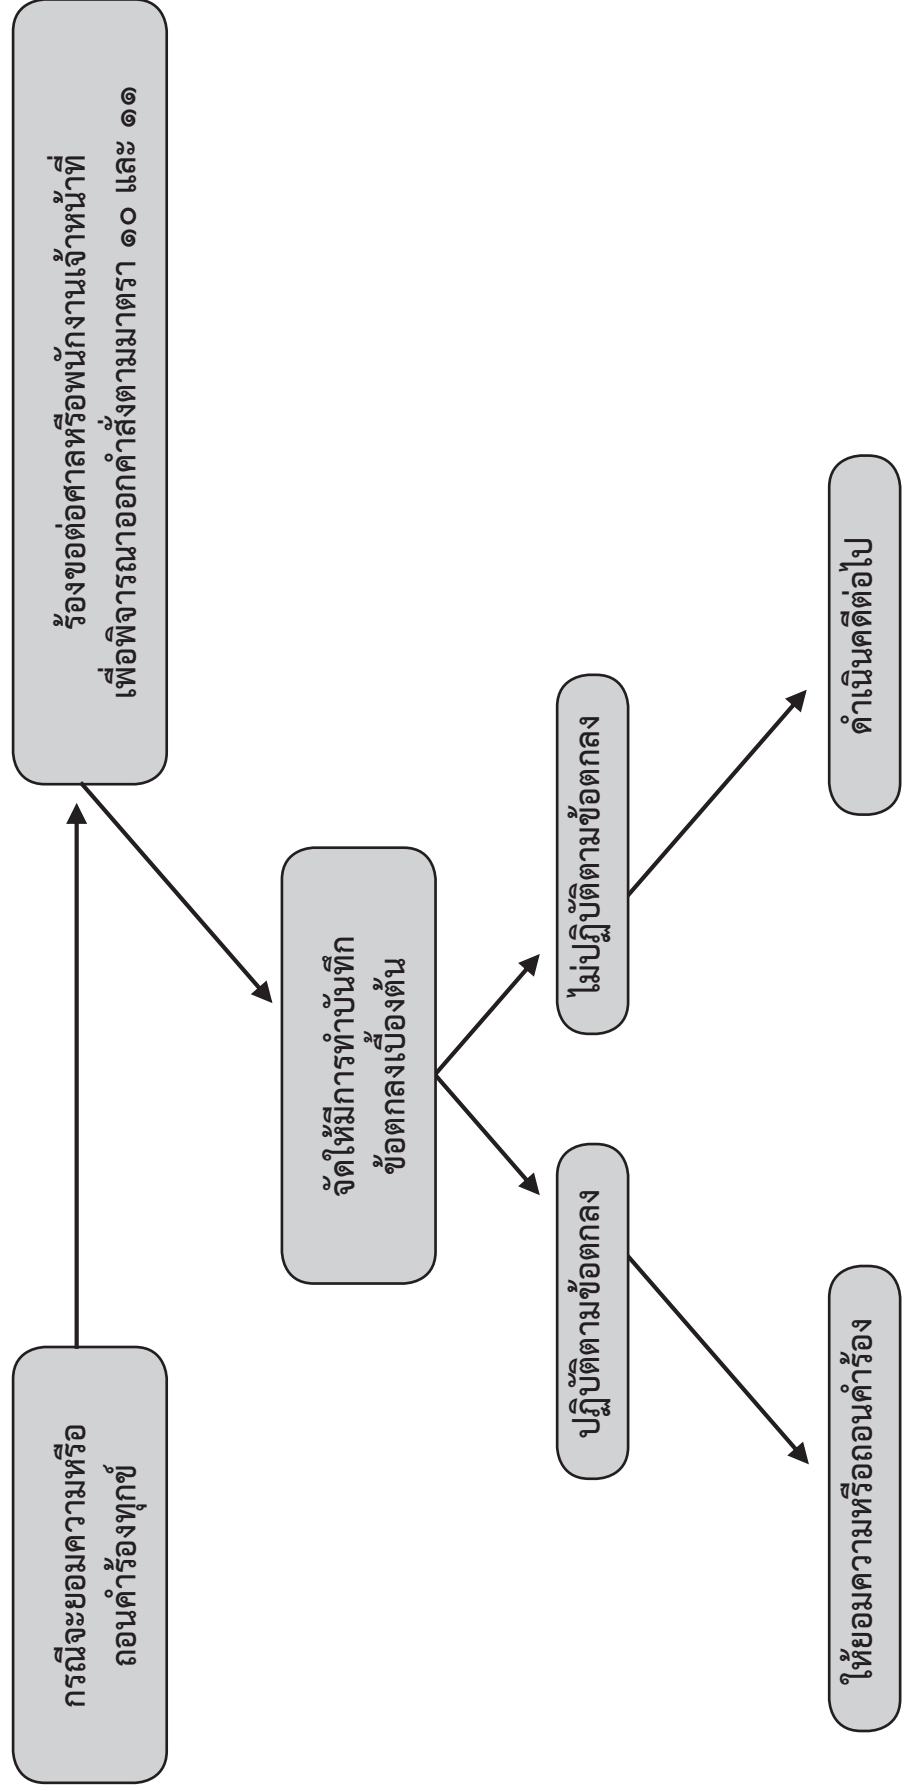 กรณีจะยอมความหรือ
ถอนคำร้องทุกข์
ร้องขอต่อศาลหรือพนักงานเจ้าหน้าที่
เพื่อพิจารณาออกคำสั่งตามมาตรา ๑๐ และ ๑๑
จัดให้มีการทำบันทึก
ข้อตกลงเบื้องต้น
ปฏิบัติตามข้อตกลง
ไม่ปฏิบัติตามข้อตกลง
ให้ยอมความหรือถอนคำร้อง
ดำเนินคดีต่อไป